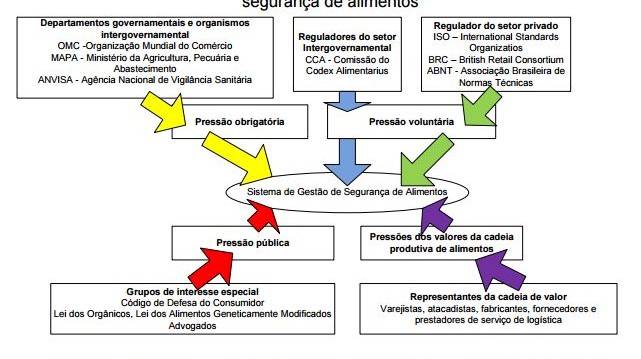 segurança de alimentos
Departamentos governamentais e organismos
intergovernamental
OMC -Organização Mundial do Comércio
MAPA - Ministério da Agricultura, Pecuária e
Abastecimento
ANVISA - Agência Nacional de Vigilância Sanitária
Reguladores do setor
Intergovernamental
CCA - Comissão do
Codex Alimentarius
Regulador do setor privado
ISO – International Standards
Organizatios
BRC – British Retail Consortium
ABNT - Associação Brasileira de
Normas Técnicas
Pressão obrigatória
Pressão voluntária
Sistema de Gestão de Segurança de Alimentos
Pressão pública
Pressões dos valores da cadeia
produtiva de alimentos
Grupos de interesse especial
Código de Defesa do Consumidor
Lei dos Orgânicos, Lei dos Alimentos Geneticamente Modificados
Advogados
Representantes da cadeia de valor
Varejistas, atacadistas, fabricantes, fornecedores e
prestadores de serviço de logística